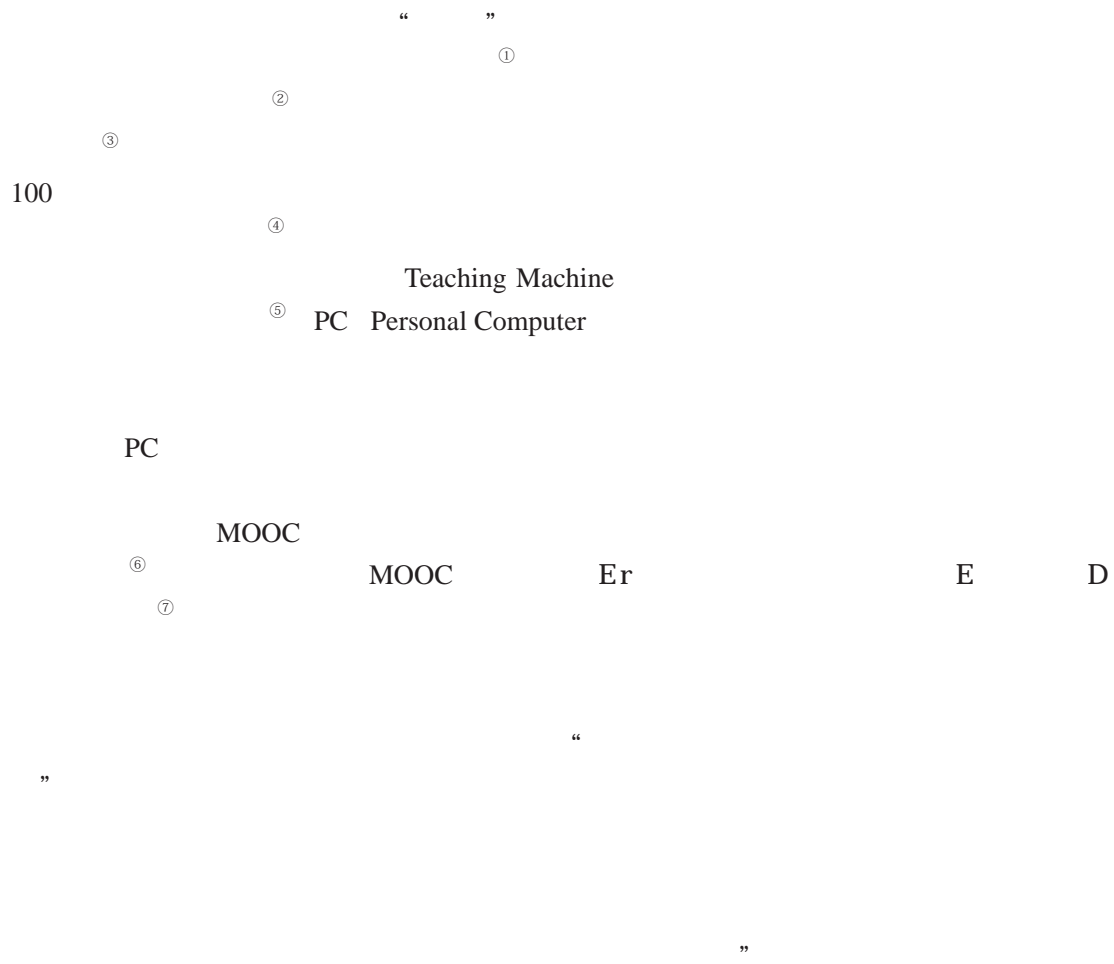 “ ”
①
②
③
100
④
Teaching Machine
⑤ PC Personal Computer
PC
MOOC
⑥ MOOC Er E D
⑦
“
”
”